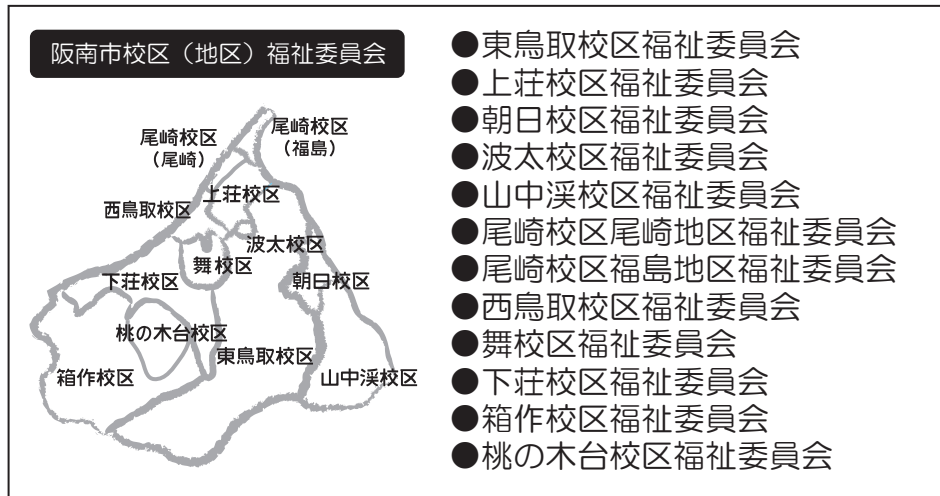 阪南市校区（地区）福祉委員会
尾崎校区
（尾崎）
尾崎校区
（福島）
上荘校区
西鳥取校区
波太校区
舞校区
下荘校区
朝日校区
桃の木台校区
東鳥取校区
箱作校区
山中渓校区
●東鳥取校区福祉委員会
●上荘校区福祉委員会
●朝日校区福祉委員会
●波太校区福祉委員会
●山中渓校区福祉委員会
●尾崎校区尾崎地区福祉委員会
●尾崎校区福島地区福祉委員会
●西鳥取校区福祉委員会
●舞校区福祉委員会
●下荘校区福祉委員会
●箱作校区福祉委員会
●桃の木台校区福祉委員会